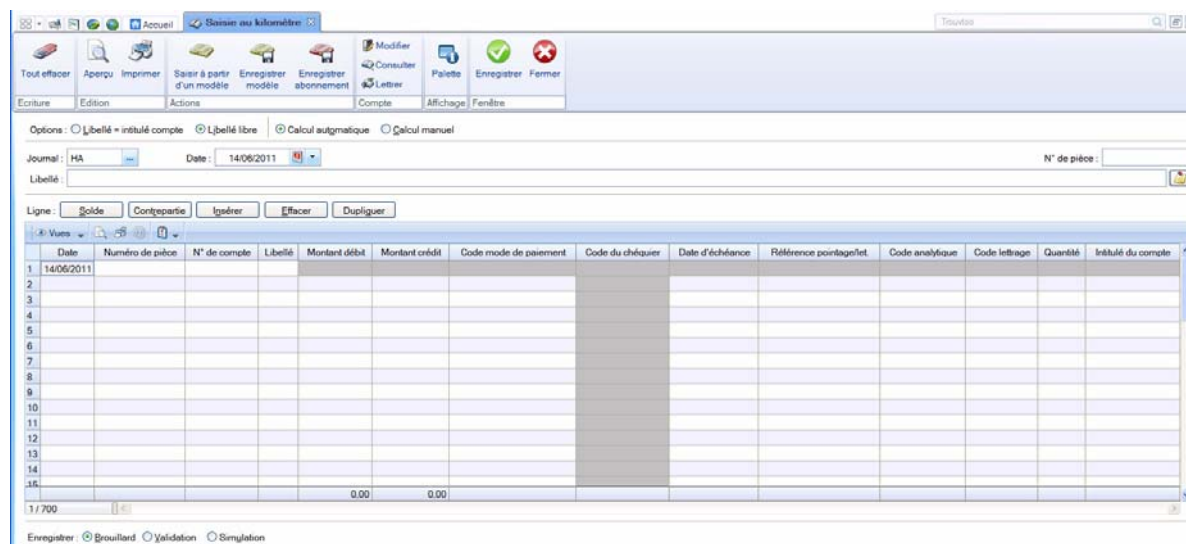 Accueil Saisie au kilomètre
Tout effacer Aperçu Imprimer Saisir à partir d'un modèle Enregistrer modèle Enregistrer abonnement Modifier Consulter Lettrer Palette Enregistrer Fermer
Ecriture Edition Actions Compte Affichage Fenêtre
Options : Libellé = intitulé compte Libellé libre Calcul automatique Calcul manuel
Journal : HA ... Date : 14/06/2011 N° de pièce :
Libellé :
Ligne : Solde Contrepartie Insérer Effacer Dupliquer
Vues
Date Numéro de pièce N° de compte Libellé Montant débit Montant crédit Code mode de paiement Code du chéquier Date d'échéance Référence pointage/let. Code analytique Code lettrage Quantité Intitulé du compte
1 14/06/2011
2
3
4
5
6
7
8
9
10
11
12
13
14
15
0.00 0.00
1 / 700
Enregistrer : Brouillard Validation Simulation